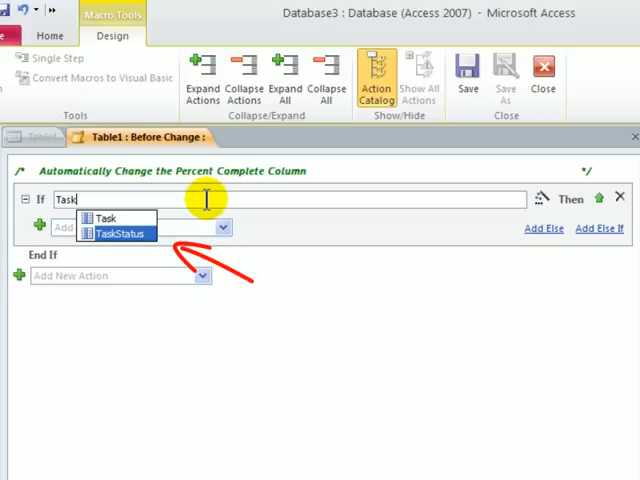 Macro Tools
Database3 : Database (Access 2007) - Microsoft Access
Home
Design
Single Step
Convert Macros to Visual Basic
Expand Actions
Collapse Actions
Expand All
Collapse All
Action Catalog
Show All Actions
Save
Save As
Close
Tools
Collapse/Expand
Show/Hide
Close
Table1
Table1 : Before Change :
/* Automatically Change the Percent Complete Column */
If Task Then
Task
Add
TaskStatus
Add Else Add Else If
End If
Add New Action